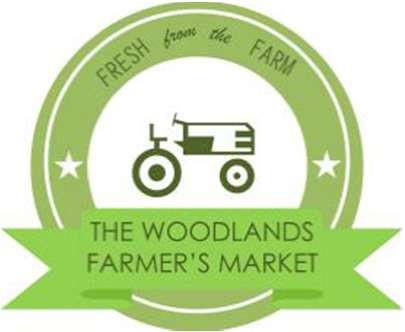 FRESH from the FARM
THE WOODLANDS
FARMER'S MARKET